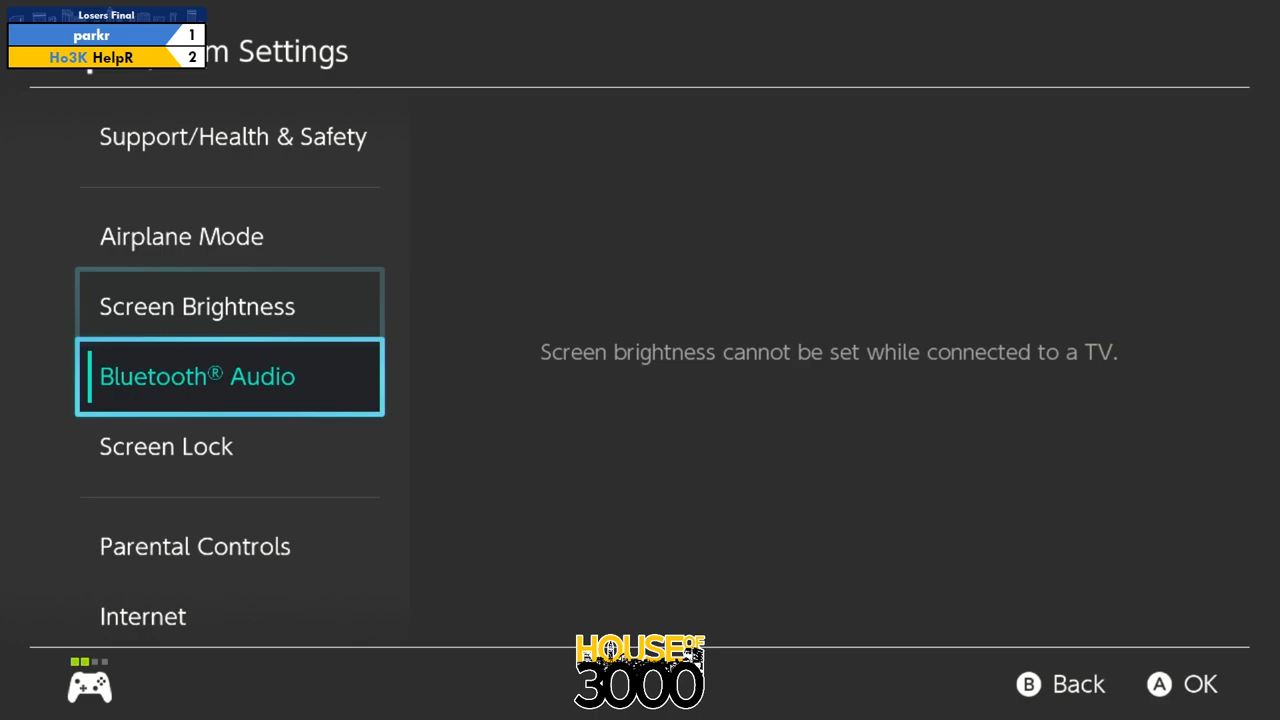 Losers Final
parkr 1
Ho3K HelpR 2
m Settings
Support/Health & Safety
Airplane Mode
Screen Brightness
Bluetooth® Audio
Screen Lock
Parental Controls
Internet
Screen brightness cannot be set while connected to a TV.
HOUSE OF
3000
B Back
A OK